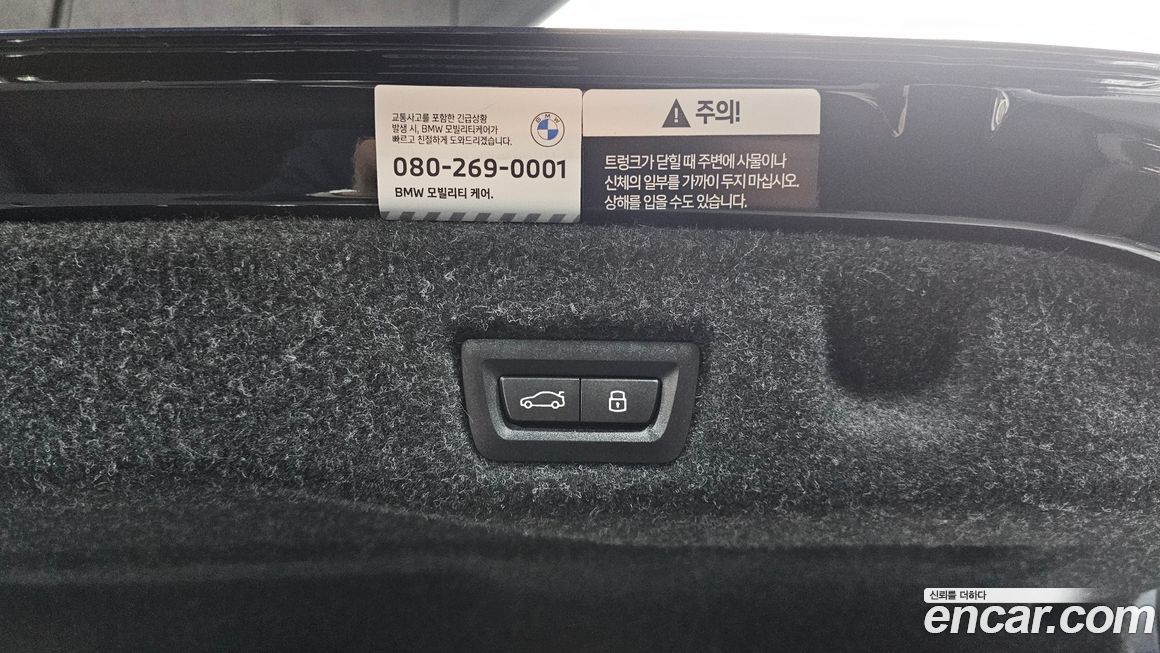 교통사고를 포함한 긴급상황
발생 시, BMW 모빌리티케어가
빠르고 친절하게 도와드리겠습니다.
080-269-0001
BMW 모빌리티 케어.
BMW
주의!
트렁크가 닫힐 때 주변에 사물이나
신체의 일부를 가까이 두지 마십시오.
상해를 입을 수도 있습니다.
신뢰를 더하다
encar.com